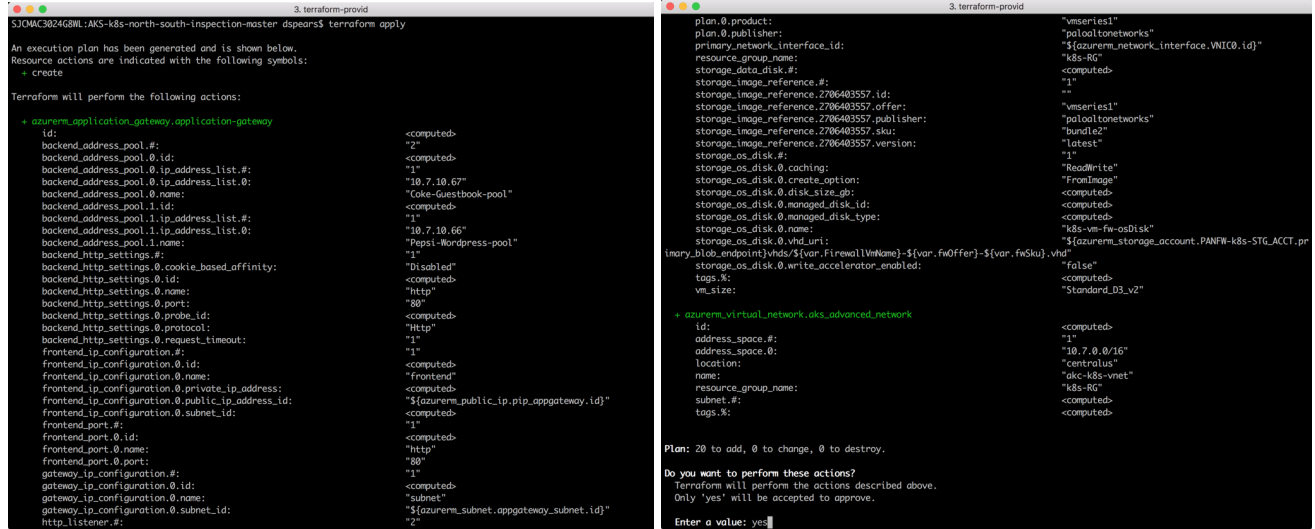 3. terraform-provid
SJCMAC3024G8WL:AKS-k8s-north-south-inspection-master dspears$ terraform apply
An execution plan has been generated and is shown below.
Resource actions are indicated with the following symbols:
+ create
Terraform will perform the following actions:
+ azurerm_application_gateway.application-gateway
id: <computed>
backend_address_pool.#: "2"
backend_address_pool.0.id: <computed>
backend_address_pool.0.ip_address_list.#: "1"
backend_address_pool.0.ip_address_list.0: "10.7.10.67"
backend_address_pool.0.name: "Coke-Guestbook-pool"
backend_address_pool.1.id: <computed>
backend_address_pool.1.ip_address_list.#: "1"
backend_address_pool.1.ip_address_list.0: "10.7.10.66"
backend_address_pool.1.name: "Pepsi-Wordpress-pool"
backend_http_settings.#: "1"
backend_http_settings.0.cookie_based_affinity: "Disabled"
backend_http_settings.0.id: <computed>
backend_http_settings.0.name: "http"
backend_http_settings.0.port: "80"
backend_http_settings.0.probe_id: <computed>
backend_http_settings.0.protocol: "Http"
backend_http_settings.0.request_timeout: "1"
frontend_ip_configuration.#: "1"
frontend_ip_configuration.0.id: <computed>
frontend_ip_configuration.0.name: "frontend"
frontend_ip_configuration.0.private_ip_address: <computed>
frontend_ip_configuration.0.public_ip_address_id: "${azurerm_public_ip.pip_appgateway.id}"
frontend_ip_configuration.0.subnet_id: <computed>
frontend_port.#: "1"
frontend_port.0.id: <computed>
frontend_port.0.name: "http"
frontend_port.0.port: "80"
gateway_ip_configuration.#: "1"
gateway_ip_configuration.0.id: <computed>
gateway_ip_configuration.0.name: "subnet"
gateway_ip_configuration.0.subnet_id: "${azurerm_subnet.appgateway_subnet.id}"
http_listener.#: "2"
3. terraform-provid
plan.0.product: "vmseries1"
plan.0.publisher: "paloaltonetworks"
primary_network_interface_id: "${azurerm_network_interface.VNIC0.id}"
resource_group_name: "k8s-RG"
storage_data_disk.#: <computed>
storage_image_reference.#: "1"
storage_image_reference.2706403557.id: ""
storage_image_reference.2706403557.offer: "vmseries1"
storage_image_reference.2706403557.publisher: "paloaltonetworks"
storage_image_reference.2706403557.sku: "bundle2"
storage_image_reference.2706403557.version: "latest"
storage_os_disk.#: "1"
storage_os_disk.0.caching: "ReadWrite"
storage_os_disk.0.create_option: "FromImage"
storage_os_disk.0.disk_size_gb: <computed>
storage_os_disk.0.managed_disk_id: <computed>
storage_os_disk.0.managed_disk_type: <computed>
storage_os_disk.0.name: "k8s-vm-fw-osDisk"
storage_os_disk.0.vhd_uri: "${azurerm_storage_account.PANFW-k8s-STG_ACCT.pr
imary_blob_endpoint}vhds/${var.FirewallVmName}-${var.fwOffer}-${var.fwSku}.vhd"
storage_os_disk.0.write_accelerator_enabled: "false"
tags.%: <computed>
vm_size: "Standard_D3_v2"
+ azurerm_virtual_network.aks_advanced_network
id: <computed>
address_space.#: "1"
address_space.0: "10.7.0.0/16"
location: "centralus"
name: "akc-k8s-vnet"
resource_group_name: "k8s-RG"
subnet.#: <computed>
tags.%: <computed>
Plan: 20 to add, 0 to change, 0 to destroy.
Do you want to perform these actions?
Terraform will perform the actions described above.
Only 'yes' will be accepted to approve.
Enter a value: yes